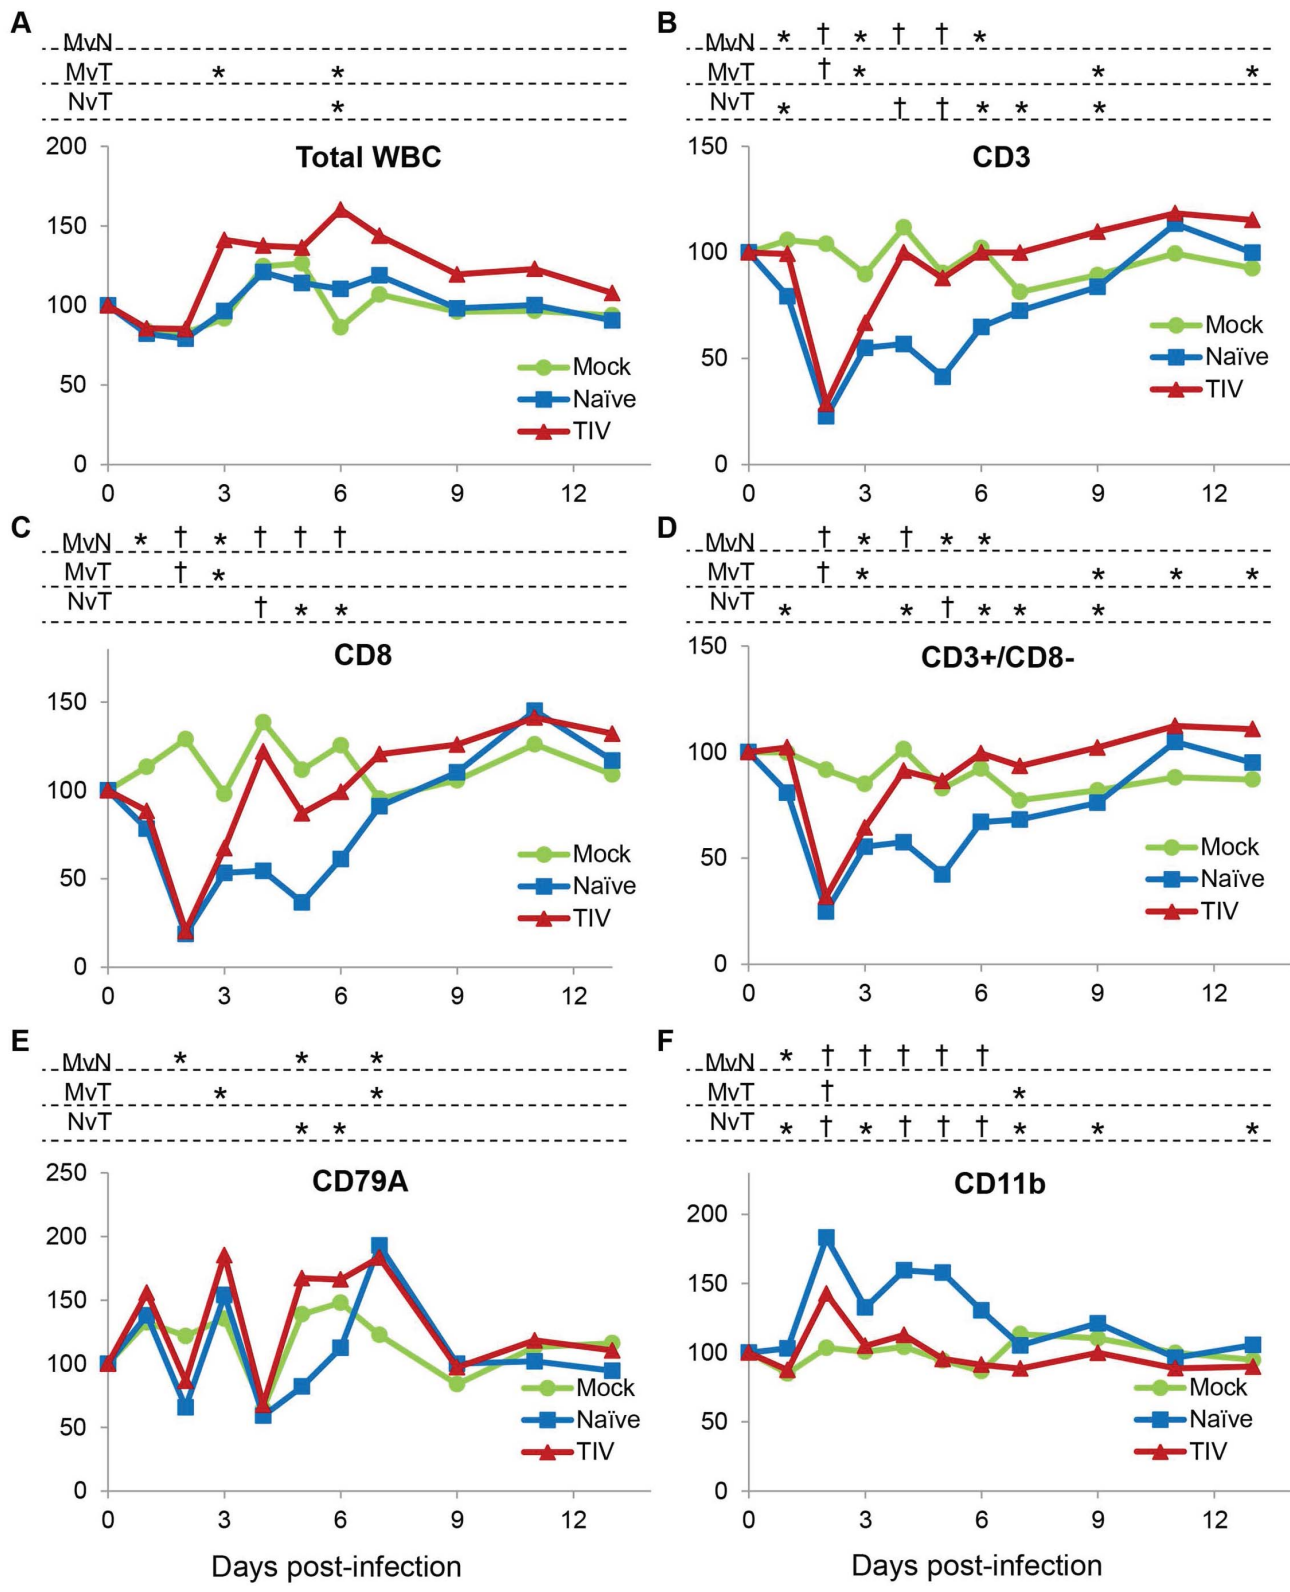 A
MvN
MvT * *
NvT *
Total WBC
200
150
100
50
0
0 3 6 9 12
Mock
Naïve
TIV
B
MvN * † * † † *
MvT † * * *
NvT * † † * * *
CD3
150
100
50
0
0 3 6 9 12
Mock
Naïve
TIV
C
MvN * † * † † †
MvT † *
NvT † * *
CD8
150
100
50
0
0 3 6 9 12
Mock
Naïve
TIV
D
MvN † * † * *
MvT † * * * *
NvT * * † * * *
CD3+/CD8-
150
100
50
0
0 3 6 9 12
Mock
Naïve
TIV
E
MvN * * *
MvT * *
NvT * *
CD79A
250
200
150
100
50
0
0 3 6 9 12
Mock
Naïve
TIV
Days post-infection
F
MvN * † † † † †
MvT † *
NvT * † * † † † * * *
CD11b
200
150
100
50
0
0 3 6 9 12
Mock
Naïve
TIV
Days post-infection